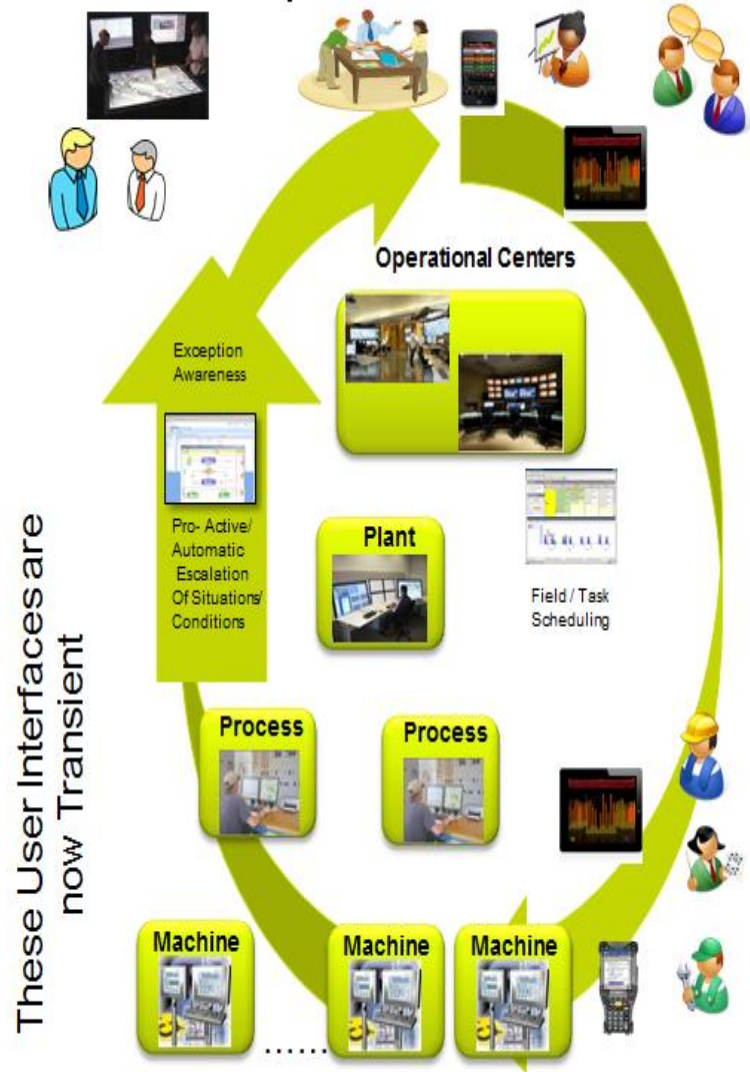 Operational Centers
Exception
Awareness
Pro- Active/
Automatic
Escalation
Of Situations/
Conditions
Plant
Field / Task
Scheduling
Process
Process
These User Interfaces are
now Transient
Machine
Machine
Machine
......